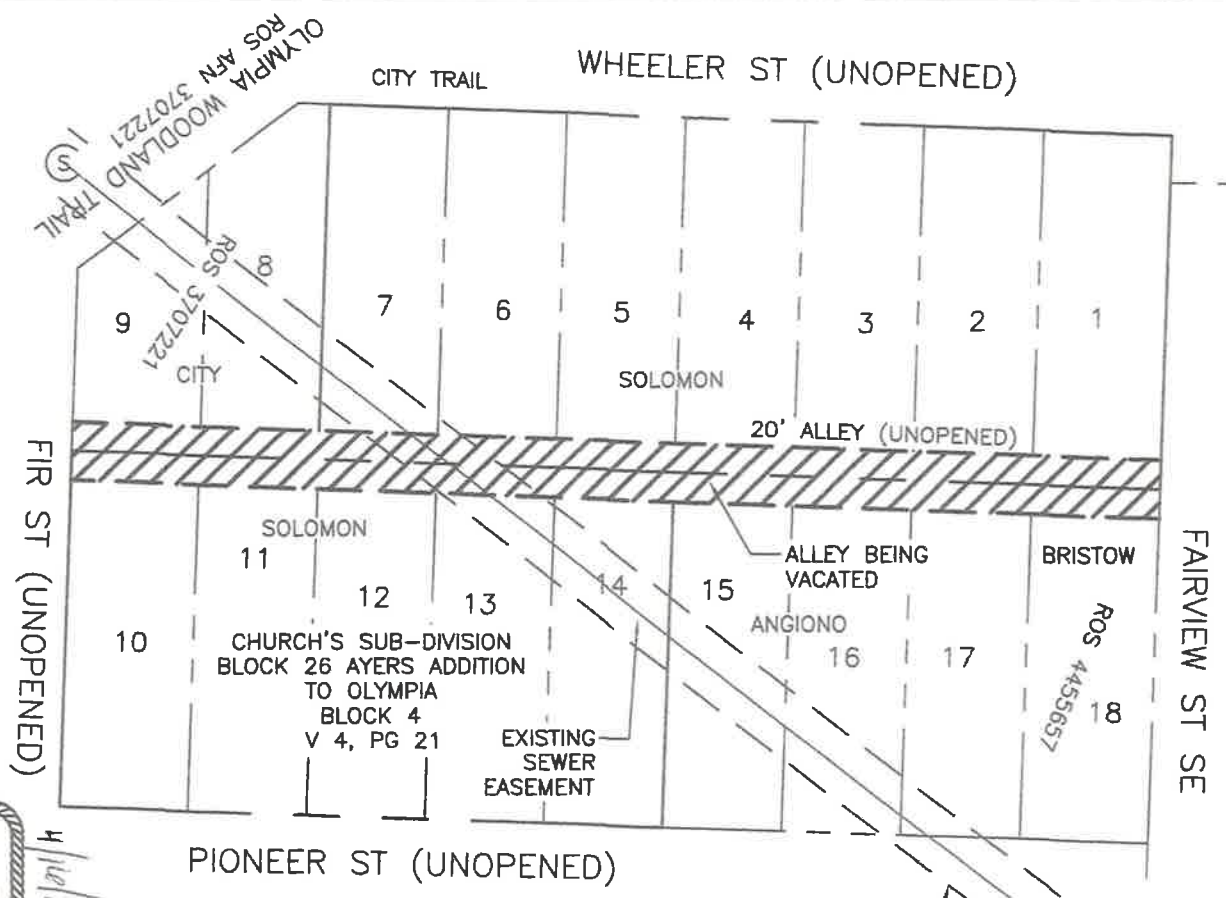 OLYMPIA
ROS AFN 3707221
WOODLAND
TRAIL
S
CITY TRAIL
WHEELER ST (UNOPENED)
ROS 3707221
9
8
7
6
5
4
3
2
1
CITY
SOLOMON
20' ALLEY (UNOPENED)
FIR ST (UNOPENED)
SOLOMON
ALLEY BEING
VACATED
BRISTOW
FAIRVIEW ST SE
10
11
12
13
14
15
16
17
18
ANGIONO
ROS 4455657
CHURCH'S SUB-DIVISION
BLOCK 26 AYERS ADDITION
TO OLYMPIA
BLOCK 4
V 4, PG 21
EXISTING
SEWER
EASEMENT
PIONEER ST (UNOPENED)